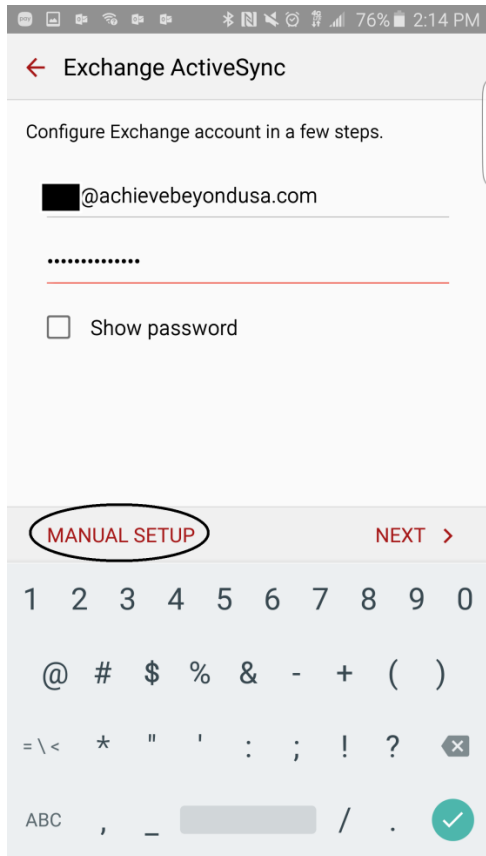 pay 76% 2:14 PM
← Exchange ActiveSync
Configure Exchange account in a few steps.
@achievebeyondusa.com
••••••••••••••
Show password
MANUAL SETUP NEXT >
1 2 3 4 5 6 7 8 9 0
@ # $ % & - + ( )
= \ < * " ' : ; ! ?
ABC , _ / .